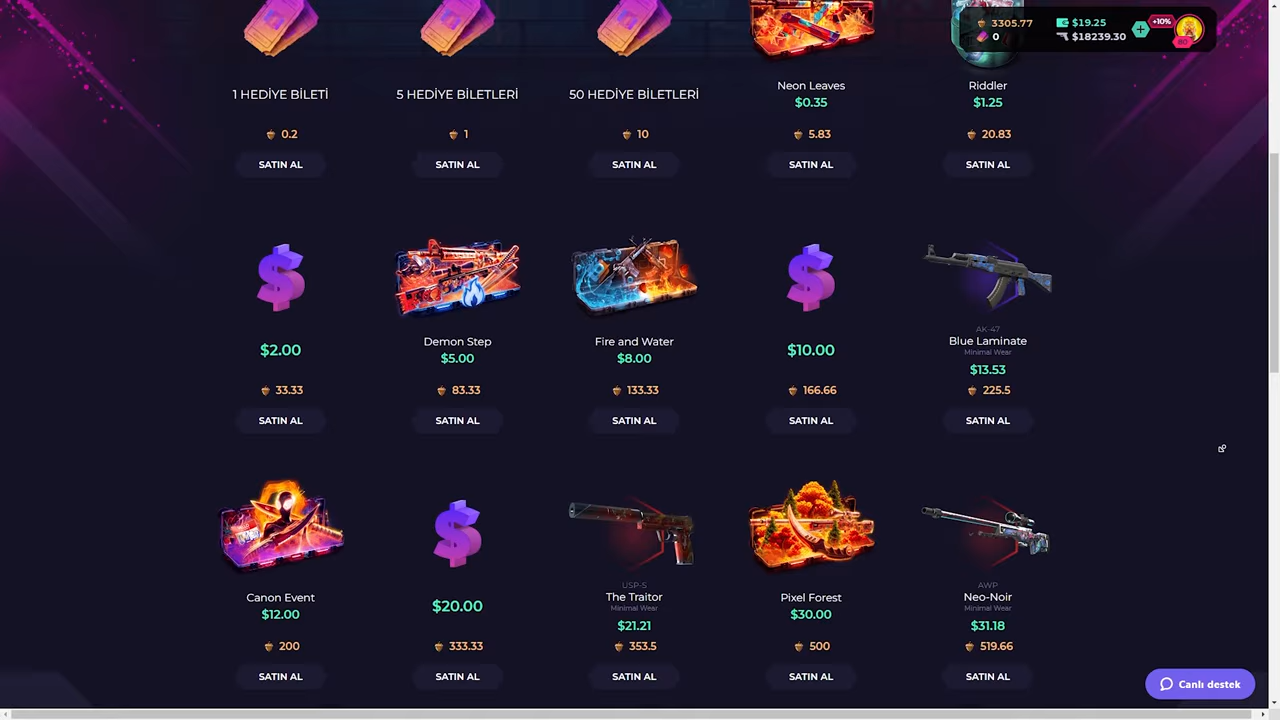 3305.77
$19.25
+10%
0
$18239.30
80
1 HEDİYE BİLETİ
5 HEDİYE BİLETLERİ
50 HEDİYE BİLETLERİ
Neon Leaves
$0.35
Riddler
$1.25
0.2
1
10
5.83
20.83
SATIN AL
SATIN AL
SATIN AL
SATIN AL
SATIN AL
$2.00
Demon Step
$5.00
Fire and Water
$8.00
$10.00
AK-47
Blue Laminate
Minimal Wear
$13.53
33.33
83.33
133.33
166.66
225.5
SATIN AL
SATIN AL
SATIN AL
SATIN AL
SATIN AL
Canon Event
$12.00
$20.00
USP-S
The Traitor
Minimal Wear
$21.21
Pixel Forest
$30.00
AWP
Neo-Noir
Minimal Wear
$31.18
200
333.33
353.5
500
519.66
SATIN AL
SATIN AL
SATIN AL
SATIN AL
SATIN AL
Canlı destek